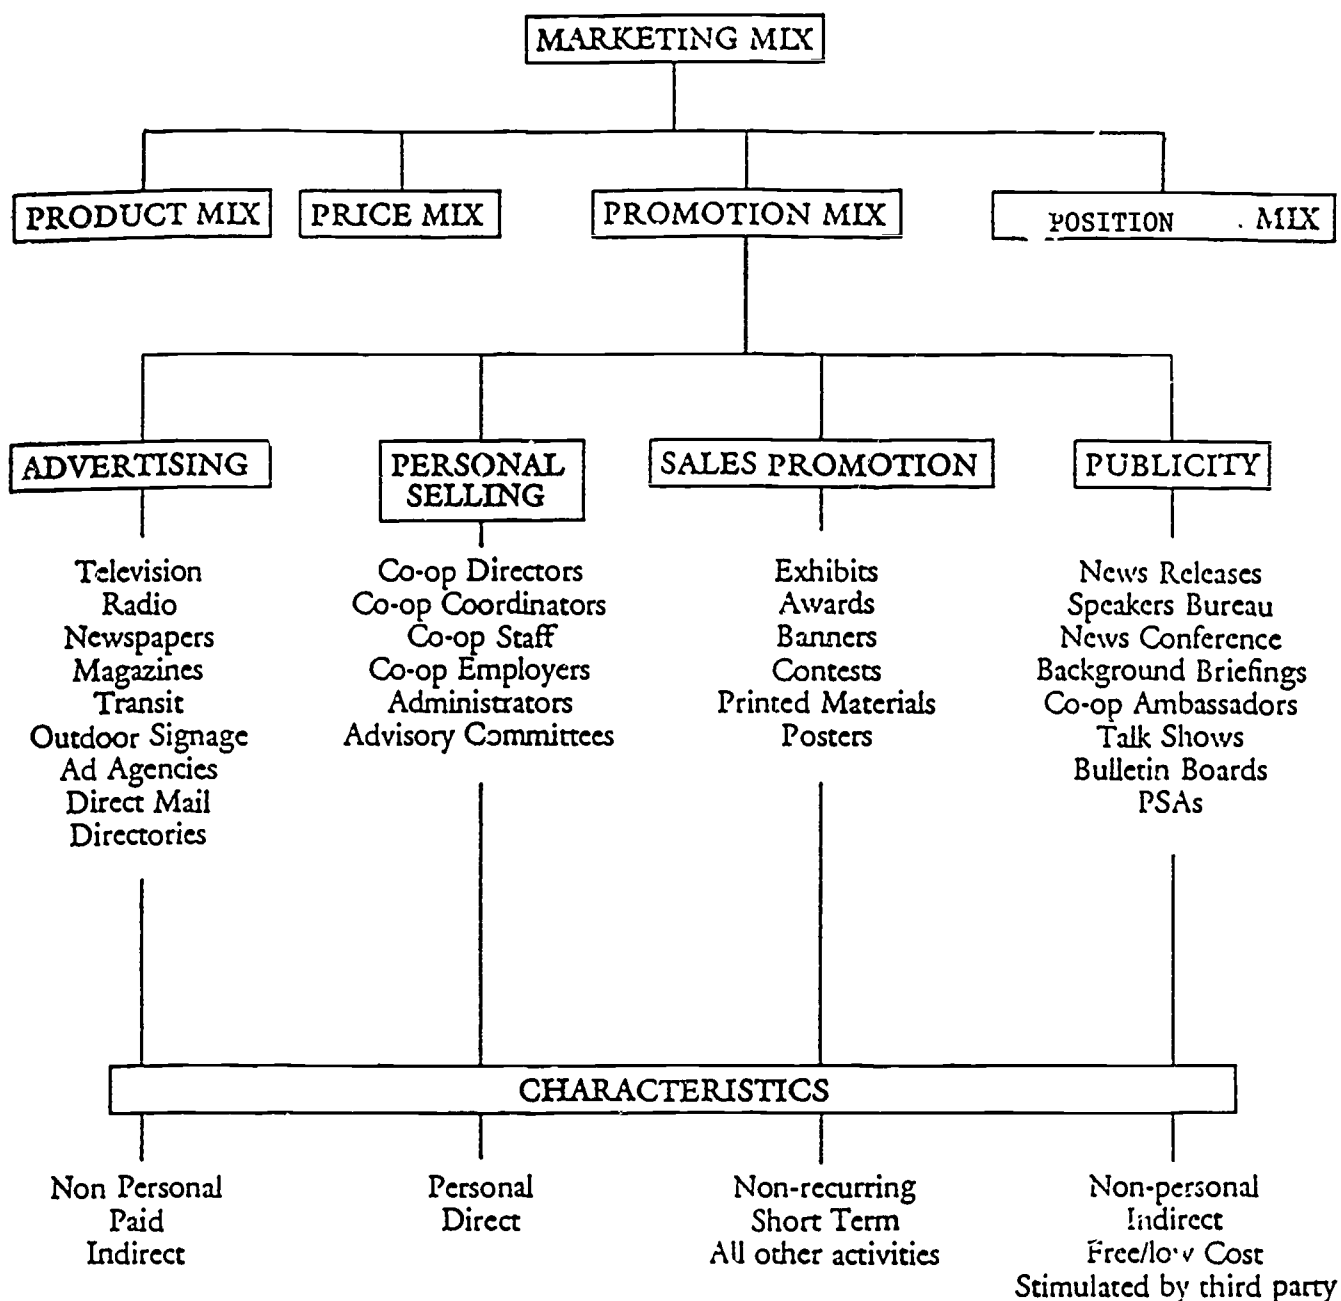 MARKETING MIX
PRODUCT MIX
PRICE MIX
PROMOTION MIX
POSITION . MIX
ADVERTISING
Television
Radio
Newspapers
Magazines
Transit
Outdoor Signage
Ad Agencies
Direct Mail
Directories
PERSONAL
SELLING
Co-op Directors
Co-op Coordinators
Co-op Staff
Co-op Employers
Administrators
Advisory Committees
SALES PROMOTION
Exhibits
Awards
Banners
Contests
Printed Materials
Posters
PUBLICITY
News Releases
Speakers Bureau
News Conference
Background Briefings
Co-op Ambassadors
Talk Shows
Bulletin Boards
PSAs
CHARACTERISTICS
Non Personal
Paid
Indirect
Personal
Direct
Non-recurring
Short Term
All other activities
Non-personal
Indirect
Free/low Cost
Stimulated by third party